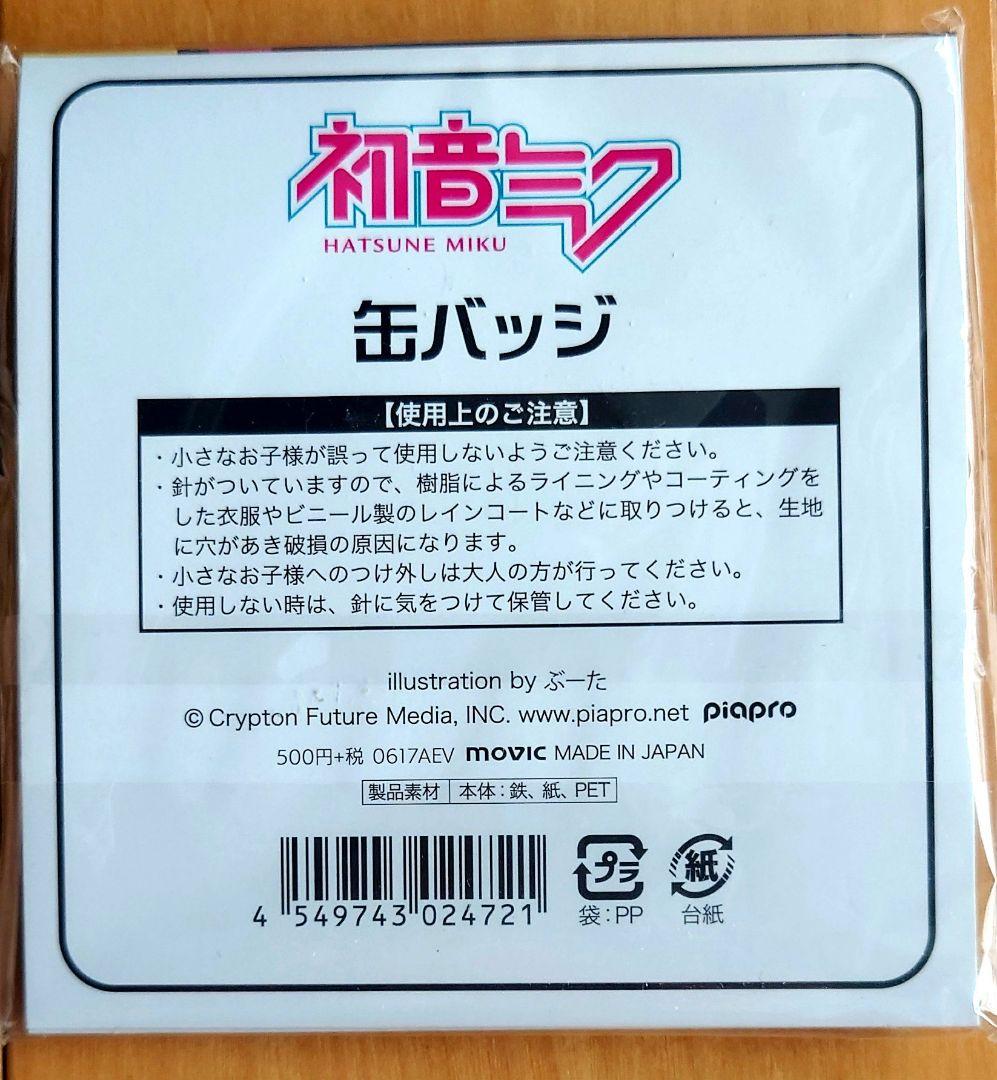 初音ミク
HATSUNE MIKU
缶バッジ
【使用上のご注意】
・小さなお子様が誤って使用しないようご注意ください。
・針がついていますので、樹脂によるライニングやコーティングを
した衣服やビニール製のレインコートなどに取りつけると、生地
に穴があき破損の原因になります。
・小さなお子様へのつけ外しは大人の方が行ってください。
・使用しない時は、針に気をつけて保管してください。
illustration by ぶーた
© Crypton Future Media, INC. www.piapro.net piapro
500円+税 0617AEV movic MADE IN JAPAN
製品素材 本体：鉄、紙、PET
4 549743 024721
プラ
袋：PP
紙
台紙